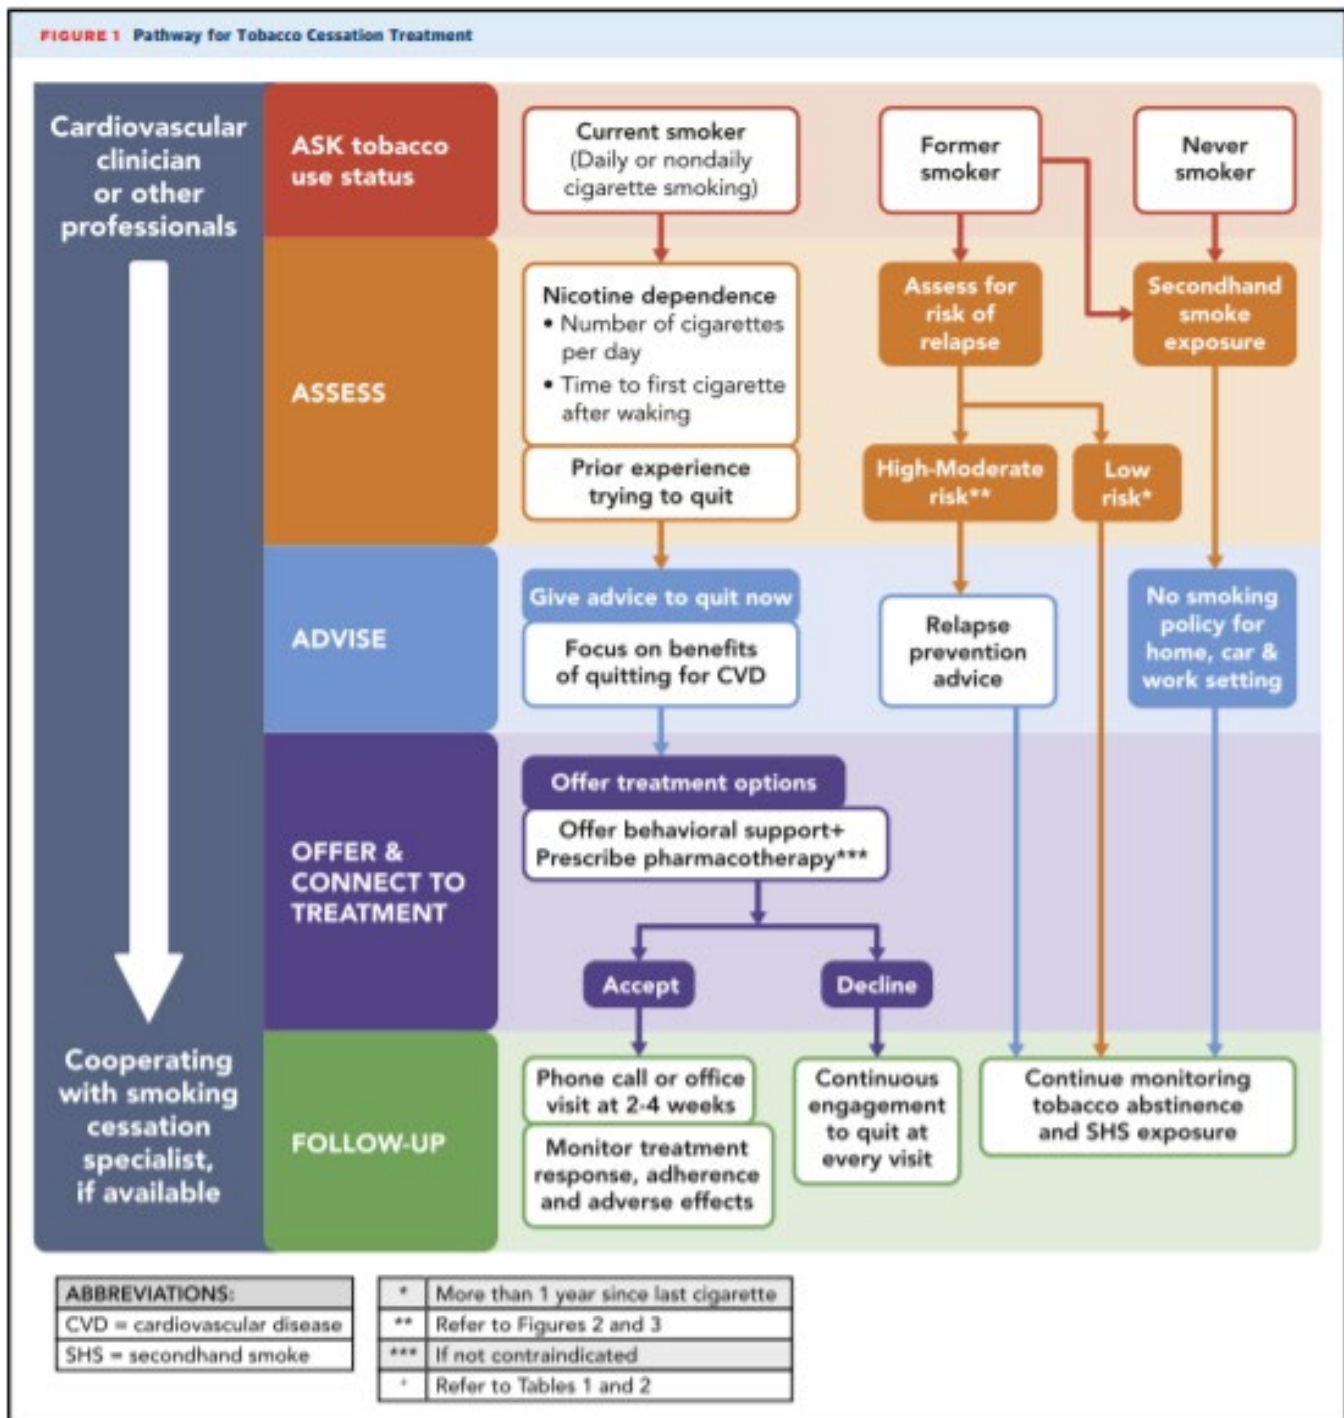 FIGURE 1 Pathway for Tobacco Cessation Treatment
Cardiovascular
clinician
or other
professionals
Cooperating
with smoking
cessation
specialist,
if available
ASK tobacco
use status
Current smoker
(Daily or nondaily
cigarette smoking)
Former
smoker
Never
smoker
ASSESS
Nicotine dependence
• Number of cigarettes
per day
• Time to first cigarette
after waking
Prior experience
trying to quit
Assess for
risk of
relapse
Secondhand
smoke
exposure
High-Moderate
risk**
Low
risk*
ADVISE
Give advice to quit now
Focus on benefits
of quitting for CVD
Relapse
prevention
advice
No smoking
policy for
home, car &
work setting
OFFER &
CONNECT TO
TREATMENT
Offer treatment options
Offer behavioral support+
Prescribe pharmacotherapy***
Accept
Decline
FOLLOW-UP
Phone call or office
visit at 2-4 weeks
Monitor treatment
response, adherence
and adverse effects
Continuous
engagement
to quit at
every visit
Continue monitoring
tobacco abstinence
and SHS exposure
ABBREVIATIONS:
CVD = cardiovascular disease
SHS = secondhand smoke
* More than 1 year since last cigarette
** Refer to Figures 2 and 3
*** If not contraindicated
+ Refer to Tables 1 and 2